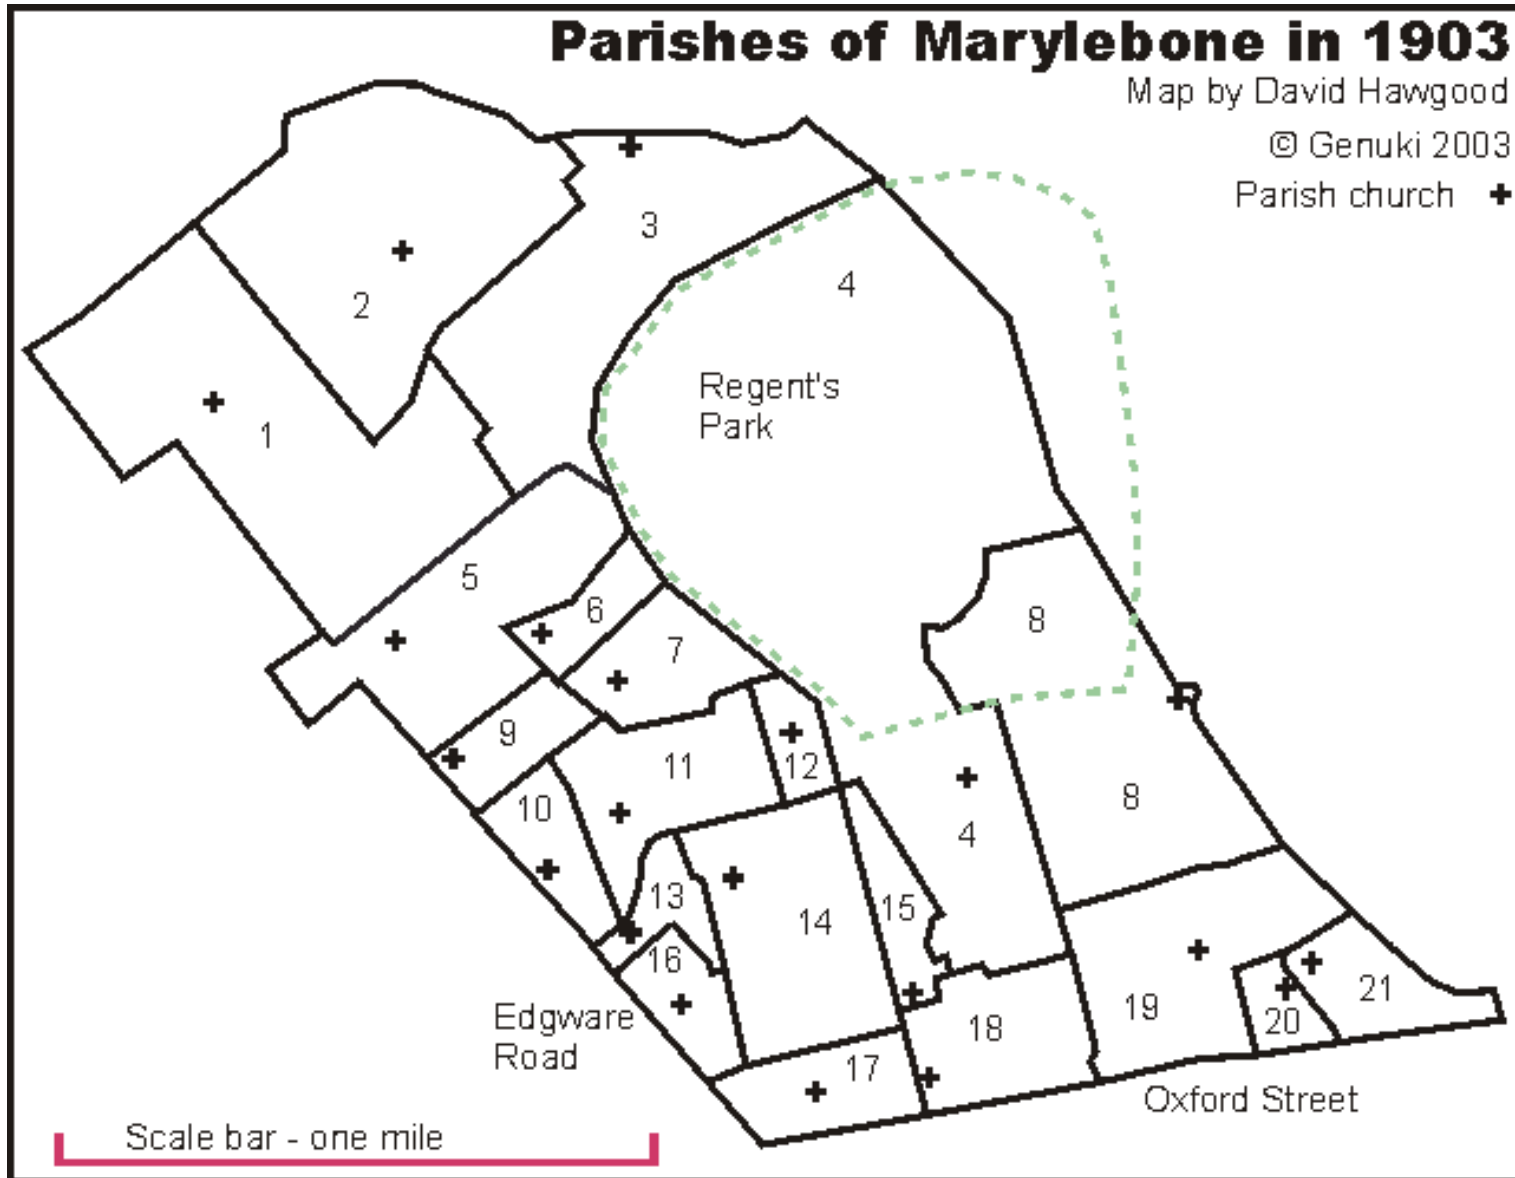 Parishes of Marylebone in 1903
Map by David Hawgood
© Genuki 2003
Parish church
3
4
2
Regent's
Park
1
5
6
8
7
9
11
12
10
8
4
13
15
14
16
19
21
Edgware
Road
18
20
17
Oxford Street
Scale bar - one mile